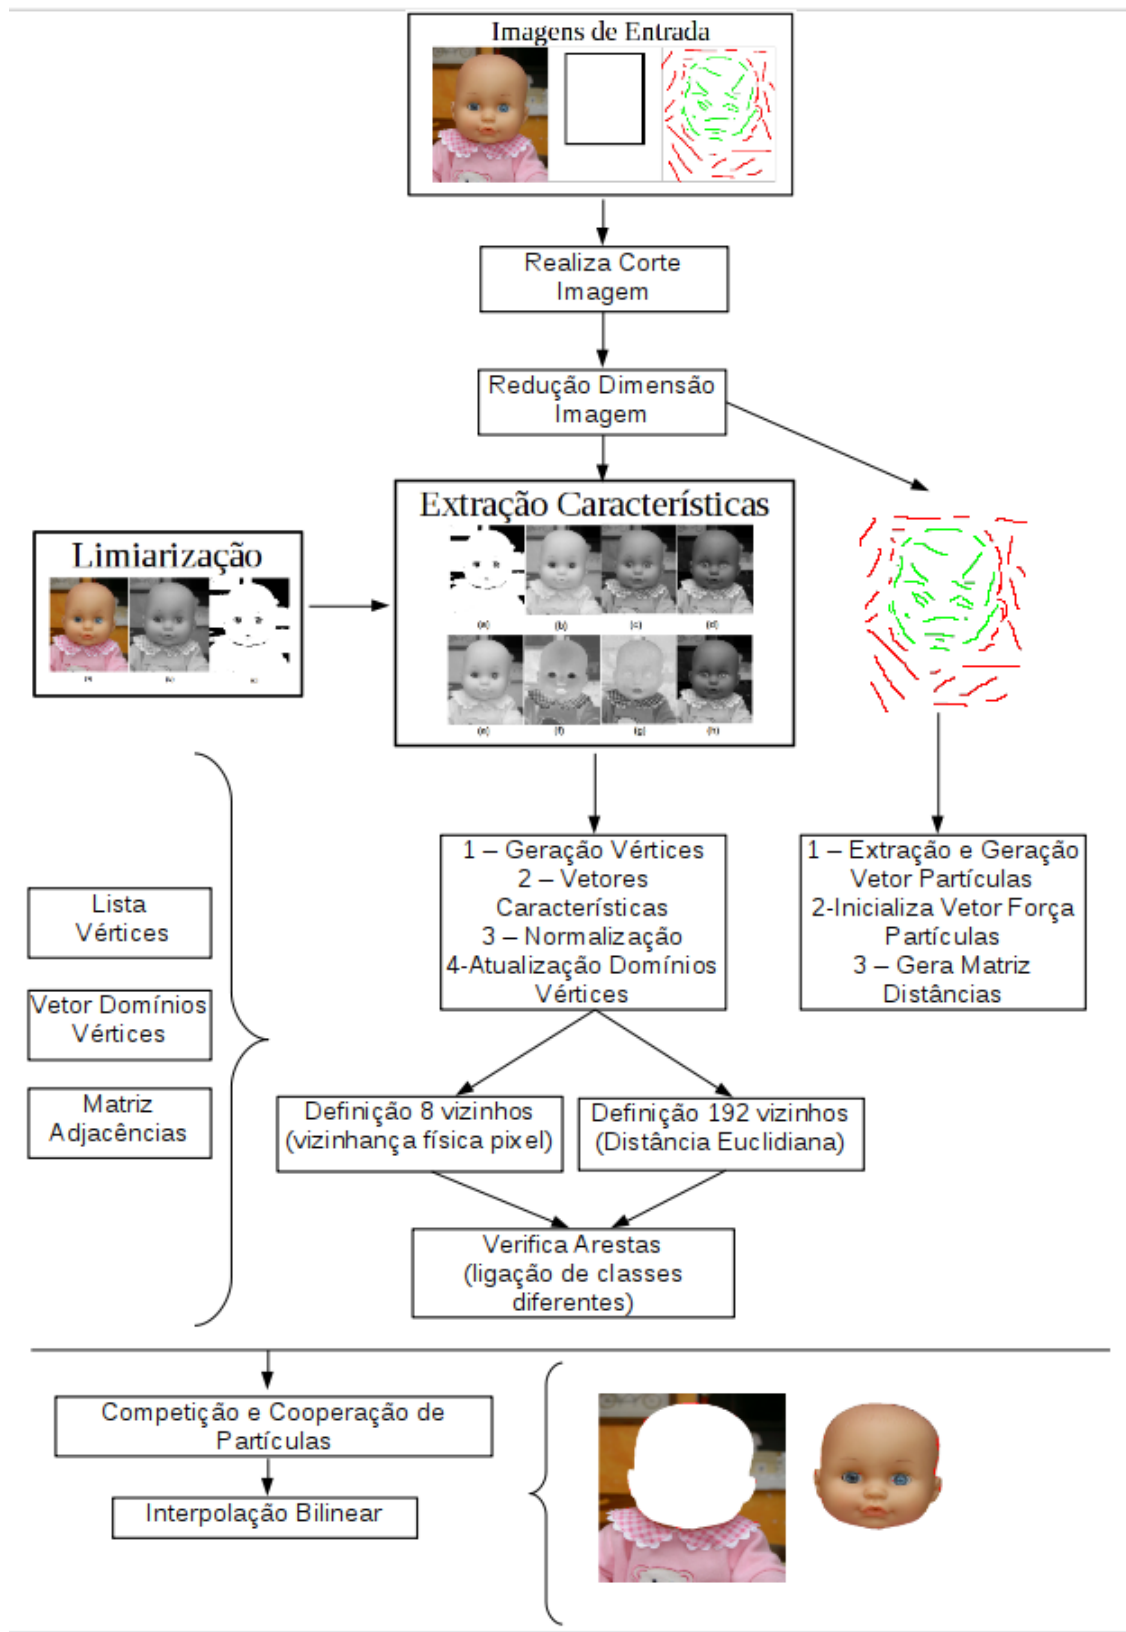 Imagens de Entrada
Realiza Corte
Imagem
Redução Dimensão
Imagem
Extração Característícas
(a) (b) (c) (d)
(e) (f) (g) (h)
Limiarização
1 – Geração Vértices
2 – Vetores
Características
3 – Normalização
4-Atualização Domínios
Vértices
1 – Extração e Geração
Vetor Partículas
2-Inicializa Vetor Força
Partículas
3 – Gera Matriz
Distâncias
Lista
Vértices
Vetor Domínios
Vértices
Matriz
Adjacências
Definição 8 vizinhos
(vizinhança física pixel)
Definição 192 vizinhos
(Distância Euclidiana)
Verifica Arestas
(ligação de classes
diferentes)
Competição e Cooperação de
Partículas
Interpolação Bilinear